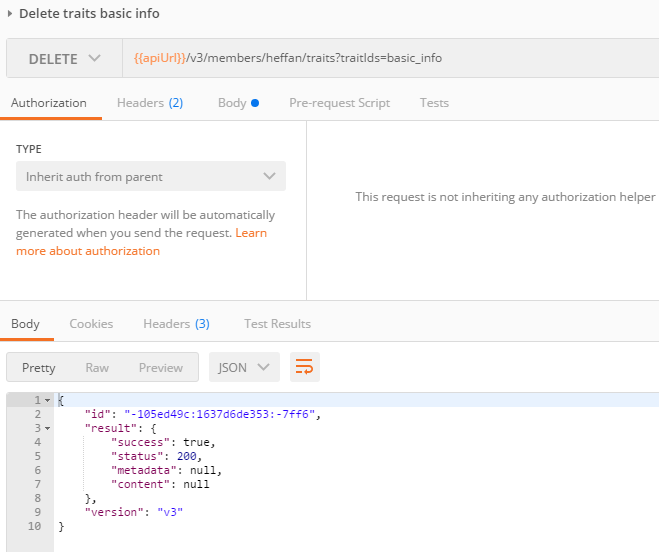 Delete traits basic info
DELETE {{apiUrl}}/v3/members/heffan/traits?traitIds=basic_info
Authorization Headers (2) Body Pre-request Script Tests
TYPE
Inherit auth from parent
The authorization header will be automatically
generated when you send the request. Learn
more about authorization
This request is not inheriting any authorization helper
Body Cookies Headers (3) Test Results
Pretty Raw Preview JSON
1 {
2 "id": "-105ed49c:1637d6de353:-7ff6",
3 "result": {
4 "success": true,
5 "status": 200,
6 "metadata": null,
7 "content": null
8 },
9 "version": "v3"
10 }